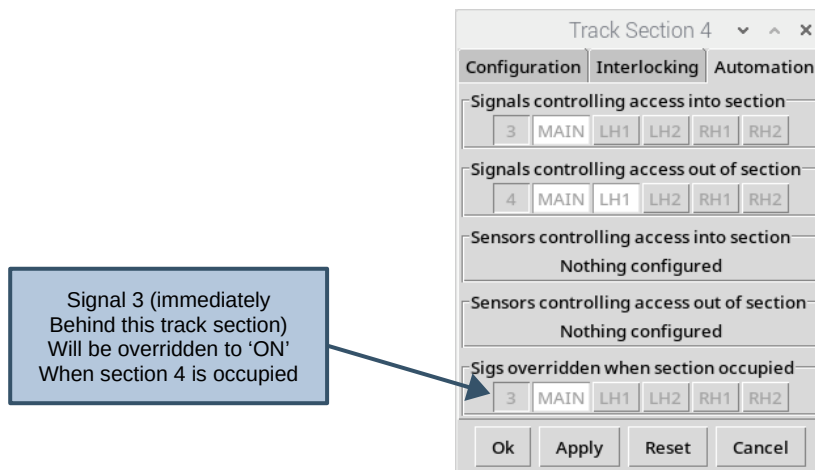 Track Section 4
Configuration Interlocking Automation
Signals controlling access into section
3 MAIN LH1 LH2 RH1 RH2
Signals controlling access out of section
4 MAIN LH1 LH2 RH1 RH2
Sensors controlling access into section
Nothing configured
Sensors controlling access out of section
Nothing configured
Sigs overridden when section occupied
3 MAIN LH1 LH2 RH1 RH2
Ok Apply Reset Cancel
Signal 3 (immediately
Behind this track section)
Will be overridden to ‘ON’
When section 4 is occupied